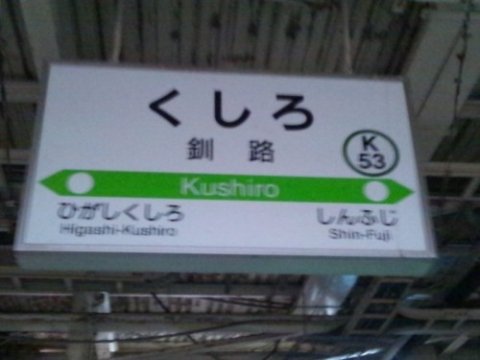 くしろ
釧路
K
53
Kushiro
ひがしくしろ
Higashi-Kushiro
しんふじ
Shin-Fuji